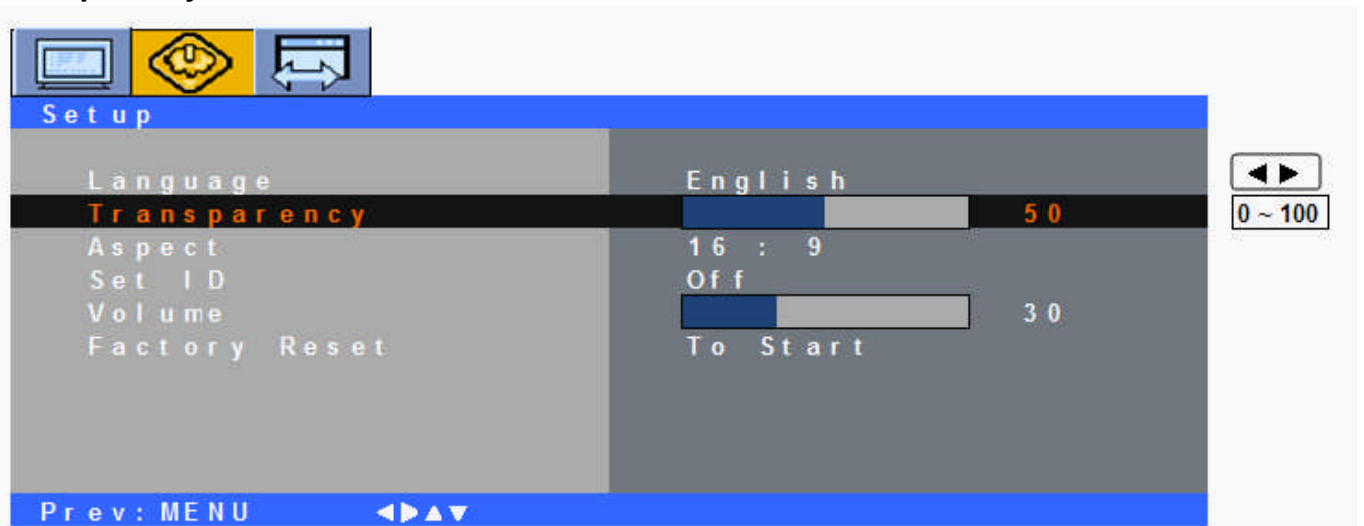 Setup
Language English
Transparency 50
0 ~ 100
Aspect 16 : 9
Set ID Off
Volume 30
Factory Reset To Start
Prev: MENU ◀▶▲▼